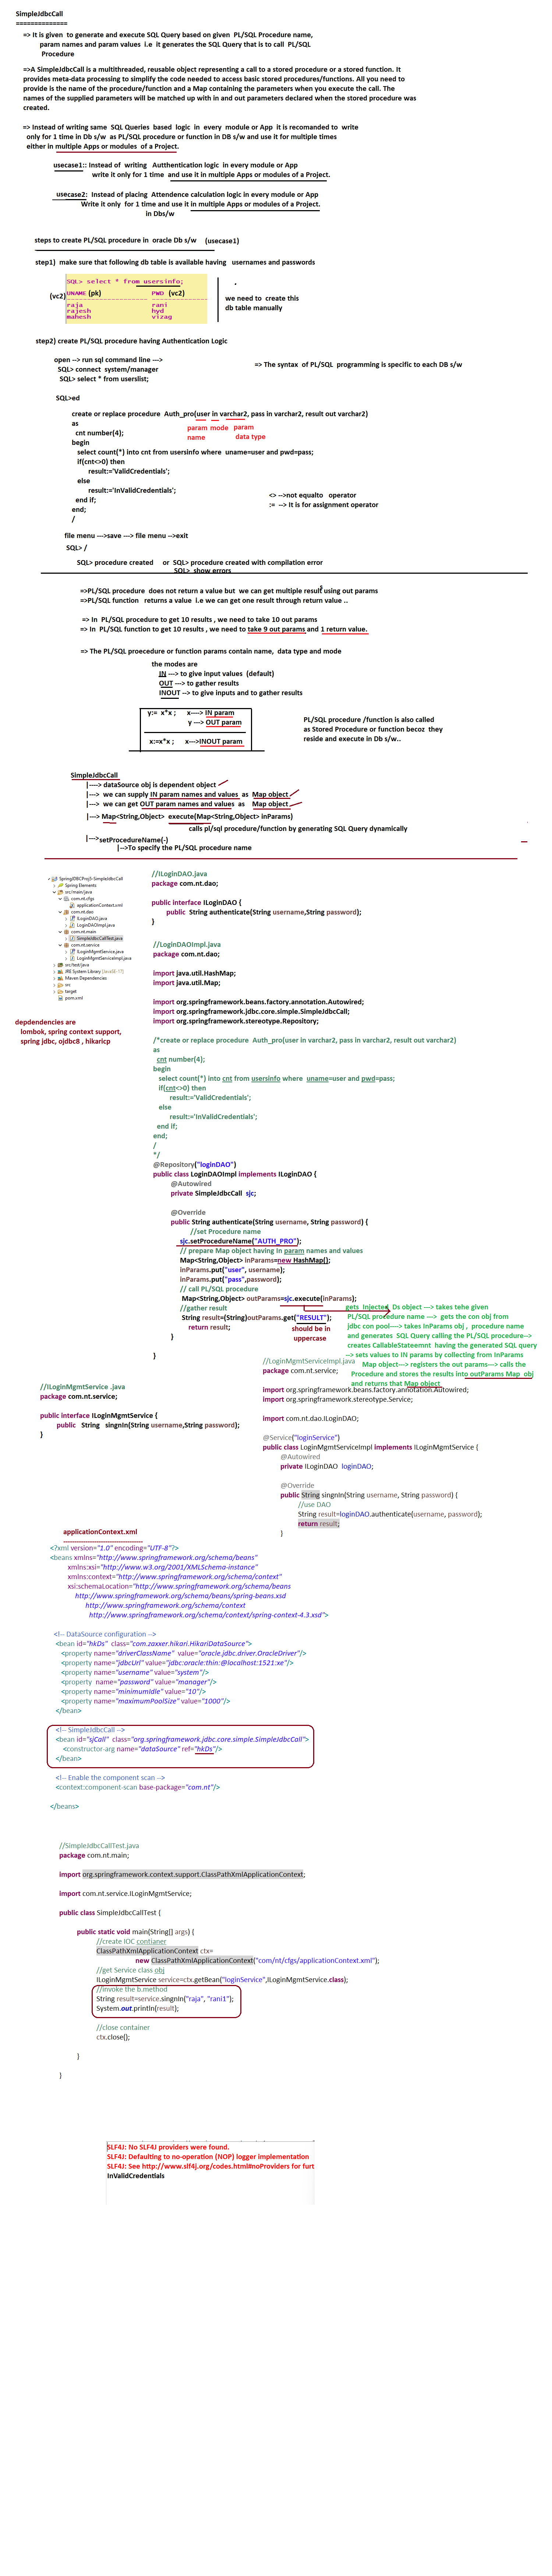 SimpleJdbcCall
==============
=> It is given  to generate and execute SQL Query based on given  PL/SQL Procedure name,
param names and param values  i.e  it generates the SQL Query that is to call  PL/SQL
Procedure
=>A SimpleJdbcCall is a multithreaded, reusable object representing a call to a stored procedure or a stored function. It
provides meta-data processing to simplify the code needed to access basic stored procedures/functions. All you need to
provide is the name of the procedure/function and a Map containing the parameters when you execute the call. The
names of the supplied parameters will be matched up with in and out parameters declared when the stored procedure was
created.
=> Instead of writing same  SQL Queries  based  logic  in  every  module or App  it is recomanded to  write
only for 1 time in Db s/w  as PL/SQL procedure or function in DB s/w and use it for multiple times
either in multiple Apps or modules  of a Project.
usecase1:: Instead of  writing   Authtentication logic in every module or App
write it only for 1 time  and use it in multiple Apps or modules of a Project.
usecase2:  Instead of placing  Attendence calculation logic in every module or App
Write it only  for 1 time and use it in multiple Apps or modules of a Project.
in Dbs/w
steps to create PL/SQL procedure in  oracle Db s/w    (usecase1)
step1)  make sure that following db table is available having   usernames and passwords
SQL> select * from usersinfo;
(vc2) UNAME (pk)    PWD  (vc2)
raja    rani
rajesh    hyd
mahesh    vizag
we need to  create this
db table manually
step2) create PL/SQL procedure having Authentication Logic
open --> run sql command line --->
SQL> connect  system/manager
SQL> select * from userslist;
=> The syntax  of PL/SQL  programming is specific to each DB s/w
SQL>ed
create or replace procedure  Auth_pro(user in varchar2, pass in varchar2, result out varchar2)
as
cnt number(4);
begin
param mode   param
name    data type
select count(*) into cnt from usersinfo where  uname=user and pwd=pass;
if(cnt<>0) then
result:='ValidCredentials';
else
result:='InValidCredentials';
end if;
end;
/
<> -->not equalto   operator
:=  --> It is for assignment operator
file menu --->save ---> file menu -->exit
SQL> /
SQL> procedure created     or  SQL> procedure created with compilation error
SQL>  show errors
=>PL/SQL procedure  does not return a value but  we can get multiple results using out params
=>PL/SQL function   returns a value  i.e we can get one result through return value ..
=> In  PL/SQL procedure to get 10 results , we need to take 10 out params
=> In  PL/SQL function to get 10 results , we need to take 9 out params and 1 return value.
=> The PL/SQL proecedure or function params contain name,  data type and mode
the modes are
IN ---> to give input values  (default)
OUT ---> to gather results
INOUT --> to give inputs and to gather results
y:=  x*x ;      x----> IN param
y ---> OUT param
x:=x*x ;      x--->INOUT param
PL/SQL procedure /function is also called
as Stored Procedure or function becoz  they
reside and execute in Db s/w..
SimpleJdbcCall
|----> dataSource obj is dependent object
|---> we can supply IN param names and values  as  Map object
|---> we can get OUT param names and values  as   Map object
|---> Map<String,Object>  execute(Map<String,Object> inParams)
calls pl/sql procedure/function by generating SQL Query dynamically
|--->setProcedureName(-)
|-->To specify the PL/SQL procedure name
SpringJDBCProj3-SimpleJdbcCall
Spring Elements
src/main/java
com.nt.cfgs
applicationContext.xml
com.nt.dao
ILoginDAO.java
LoginDAOImpl.java
com.nt.main
SimpleJdbcCallTest.java
com.nt.service
ILoginMgmtService.java
LoginMgmtServiceImpl.java
src/test/java
JRE System Library [JavaSE-17]
Maven Dependencies
src
target
pom.xml
depdendencies are
lombok, spring context support,
spring jdbc, ojdbc8 , hikaricp
//ILoginDAO.java
package com.nt.dao;
public interface ILoginDAO {
public  String authenticate(String username,String password);
}
//LoginDAOImpl.java
package com.nt.dao;
import java.util.HashMap;
import java.util.Map;
import org.springframework.beans.factory.annotation.Autowired;
import org.springframework.jdbc.core.simple.SimpleJdbcCall;
import org.springframework.stereotype.Repository;
/*create or replace procedure  Auth_pro(user in varchar2, pass in varchar2, result out varchar2)
as
cnt number(4);
begin
select count(*) into cnt from usersinfo where  uname=user and pwd=pass;
if(cnt<>0) then
result:='ValidCredentials';
else
result:='InValidCredentials';
end if;
end;
/
*/
@Repository("loginDAO")
public class LoginDAOImpl implements ILoginDAO {
@Autowired
private SimpleJdbcCall  sjc;
@Override
public String authenticate(String username, String password) {
//set Procedure name
sjc.setProcedureName("AUTH_PRO");
// prepare Map object having In param names and values
Map<String,Object> inParams=new HashMap();
inParams.put("user", username);
inParams.put("pass",password);
// call PL/SQL procedure
Map<String,Object> outParams=sjc.execute(inParams);
//gather result
String result=(String)outParams.get("RESULT");
return result;
}
}
should be in
uppercase
gets  Injected  Ds object ---> takes tehe given
PL/SQL procedure name ---> gets the con obj from
jdbc con pool----> takes InParams obj ,  procedure name
and generates  SQL Query calling the PL/SQL procedure-->
creates CallableStateemnt  having the generated SQL query
--> sets values to IN params by collecting from InParams
Map object---> registers the out params---> calls the
Procedure and stores the results into outParams Map  obj
and returns that Map object
//ILoginMgmtService .java
package com.nt.service;
public interface ILoginMgmtService {
public   String   singnIn(String username,String password);
}
//LoginMgmtServiceImpl.java
package com.nt.service;
import org.springframework.beans.factory.annotation.Autowired;
import org.springframework.stereotype.Service;
import com.nt.dao.ILoginDAO;
@Service("loginService")
public class LoginMgmtServiceImpl implements ILoginMgmtService {
@Autowired
private ILoginDAO  loginDAO;
@Override
public String singnIn(String username, String password) {
//use DAO
String result=loginDAO.authenticate(username, password);
return result;
}
applicationContext.xml
<?xml version="1.0" encoding="UTF-8"?>
<beans xmlns="http://www.springframework.org/schema/beans"
xmlns:xsi="http://www.w3.org/2001/XMLSchema-instance"
xmlns:context="http://www.springframework.org/schema/context"
xsi:schemaLocation="http://www.springframework.org/schema/beans
http://www.springframework.org/schema/beans/spring-beans.xsd
http://www.springframework.org/schema/context
http://www.springframework.org/schema/context/spring-context-4.3.xsd">
<!-- DataSource configuration -->
<bean id="hkDs"  class="com.zaxxer.hikari.HikariDataSource">
<property name="driverClassName"  value="oracle.jdbc.driver.OracleDriver"/>
<property name="jdbcUrl" value="jdbc:oracle:thin:@localhost:1521:xe"/>
<property name="username" value="system"/>
<property  name="password" value="manager"/>
<property name="minimumIdle" value="10"/>
<property name="maximumPoolSize" value="1000"/>
</bean>
<!-- SimpleJdbcCall -->
<bean id="sjCall"  class="org.springframework.jdbc.core.simple.SimpleJdbcCall">
<constructor-arg name="dataSource" ref="hkDs"/>
</bean>
<!-- Enable the component scan -->
<context:component-scan base-package="com.nt"/>
</beans>
//SimpleJdbcCallTest.java
package com.nt.main;
import org.springframework.context.support.ClassPathXmlApplicationContext;
import com.nt.service.ILoginMgmtService;
public class SimpleJdbcCallTest {
public static void main(String[] args) {
//create IOC contianer
ClassPathXmlApplicationContext ctx=
new ClassPathXmlApplicationContext("com/nt/cfgs/applicationContext.xml");
//get Service class obj
ILoginMgmtService service=ctx.getBean("loginService",ILoginMgmtService.class);
//invoke the b.method
String result=service.singnIn("raja", "rani1");
System.out.println(result);
//close container
ctx.close();
}
}
SLF4J: No SLF4J providers were found.
SLF4J: Defaulting to no-operation (NOP) logger implementation
SLF4J: See http://www.slf4j.org/codes.html#noProviders for furt
InValidCredentials